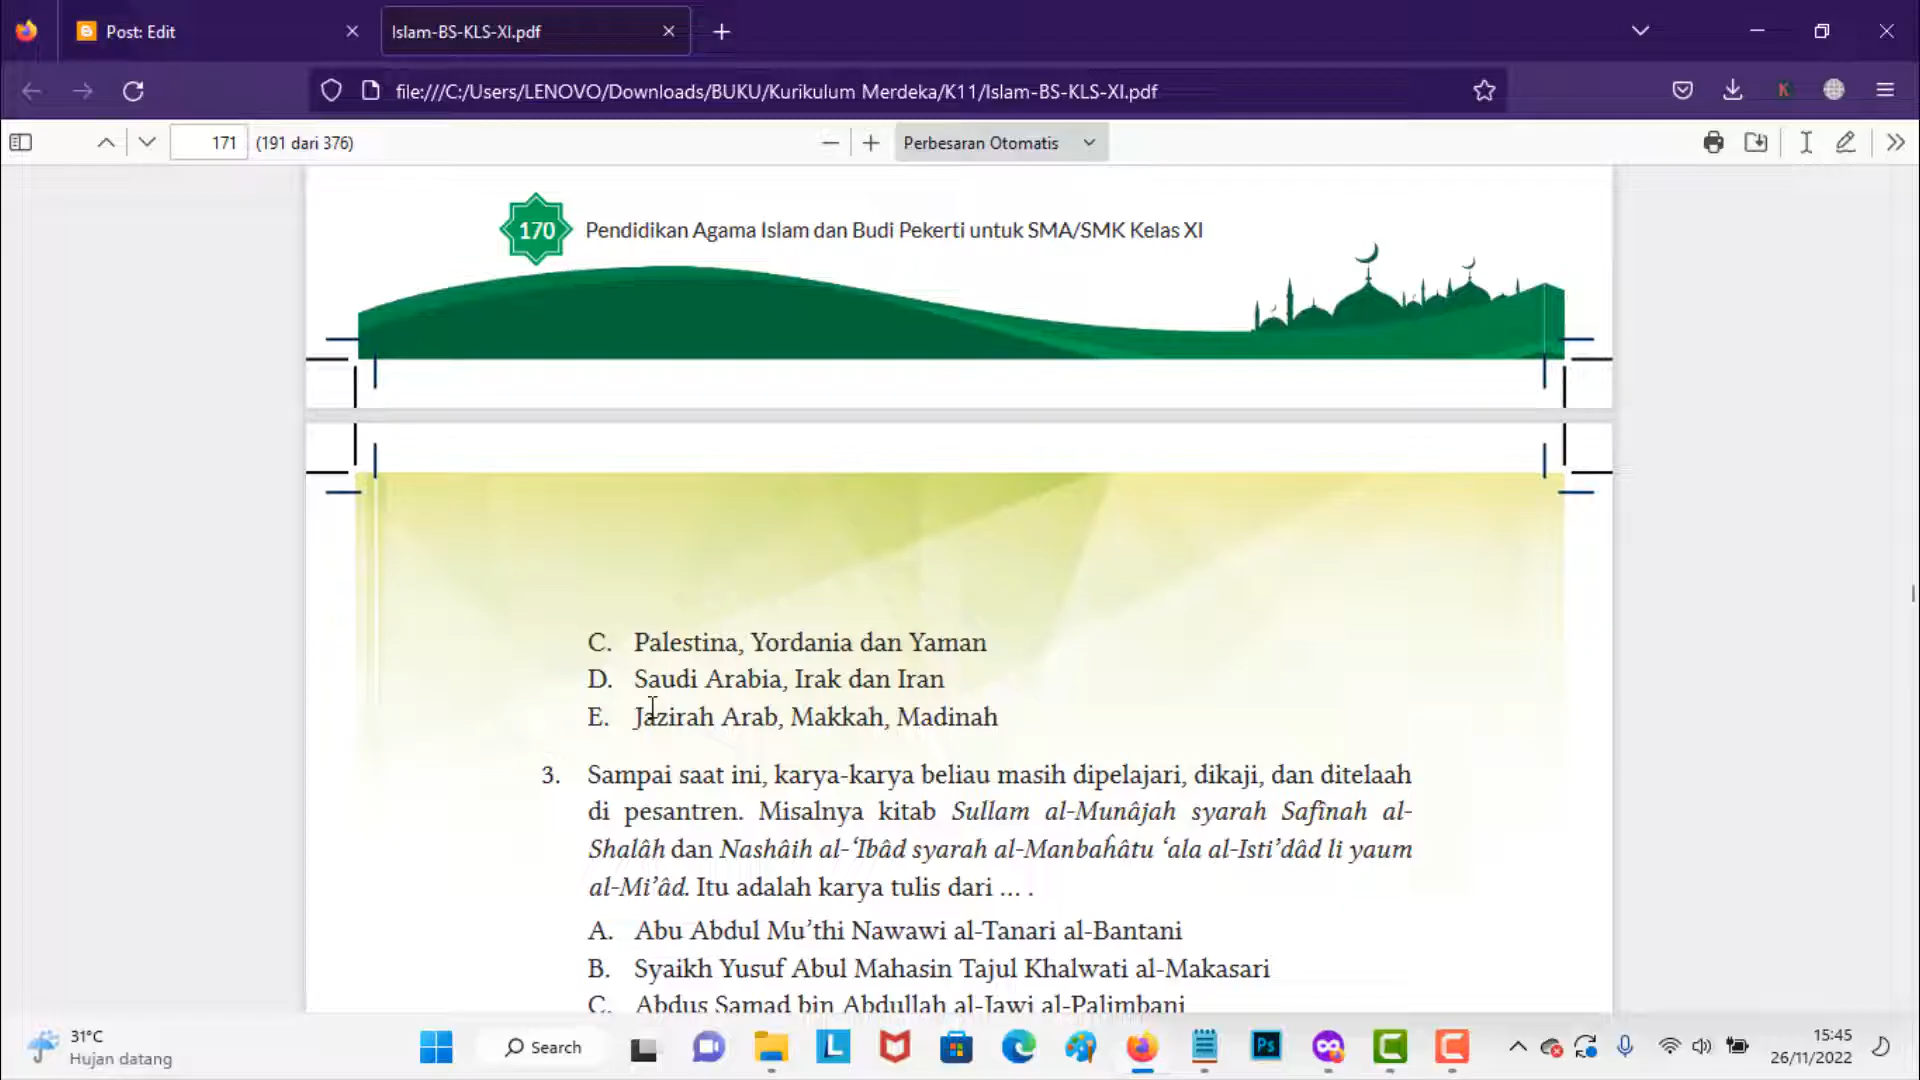 Post: Edit
Islam-BS-KLS-XI.pdf
file:///C:/Users/LENOVO/Downloads/BUKU/Kurikulum Merdeka/K11/Islam-BS-KLS-XI.pdf
K
171 (191 dari 376)
Perbesaran Otomatis
170 Pendidikan Agama Islam dan Budi Pekerti untuk SMA/SMK Kelas XI
C. Palestina, Yordania dan Yaman
D. Saudi Arabia, Irak dan Iran
E. Jazirah Arab, Makkah, Madinah
3. Sampai saat ini, karya-karya beliau masih dipelajari, dikaji, dan ditelaah
di pesantren. Misalnya kitab Sullam al-Munâjah syarah Safînah al-
Shalâh dan Nashâih al-‘Ibâd syarah al-Manbaĥâtu ‘ala al-Isti’dâd li yaum
al-Mi’âd. Itu adalah karya tulis dari ... .
A. Abu Abdul Mu’thi Nawawi al-Tanari al-Bantani
B. Syaikh Yusuf Abul Mahasin Tajul Khalwati al-Makasari
C. Abdus Samad bin Abdullah al-Jawi al-Palimbani
31°C
Hujan datang
Search
L
Ps
C
C
15:45
26/11/2022